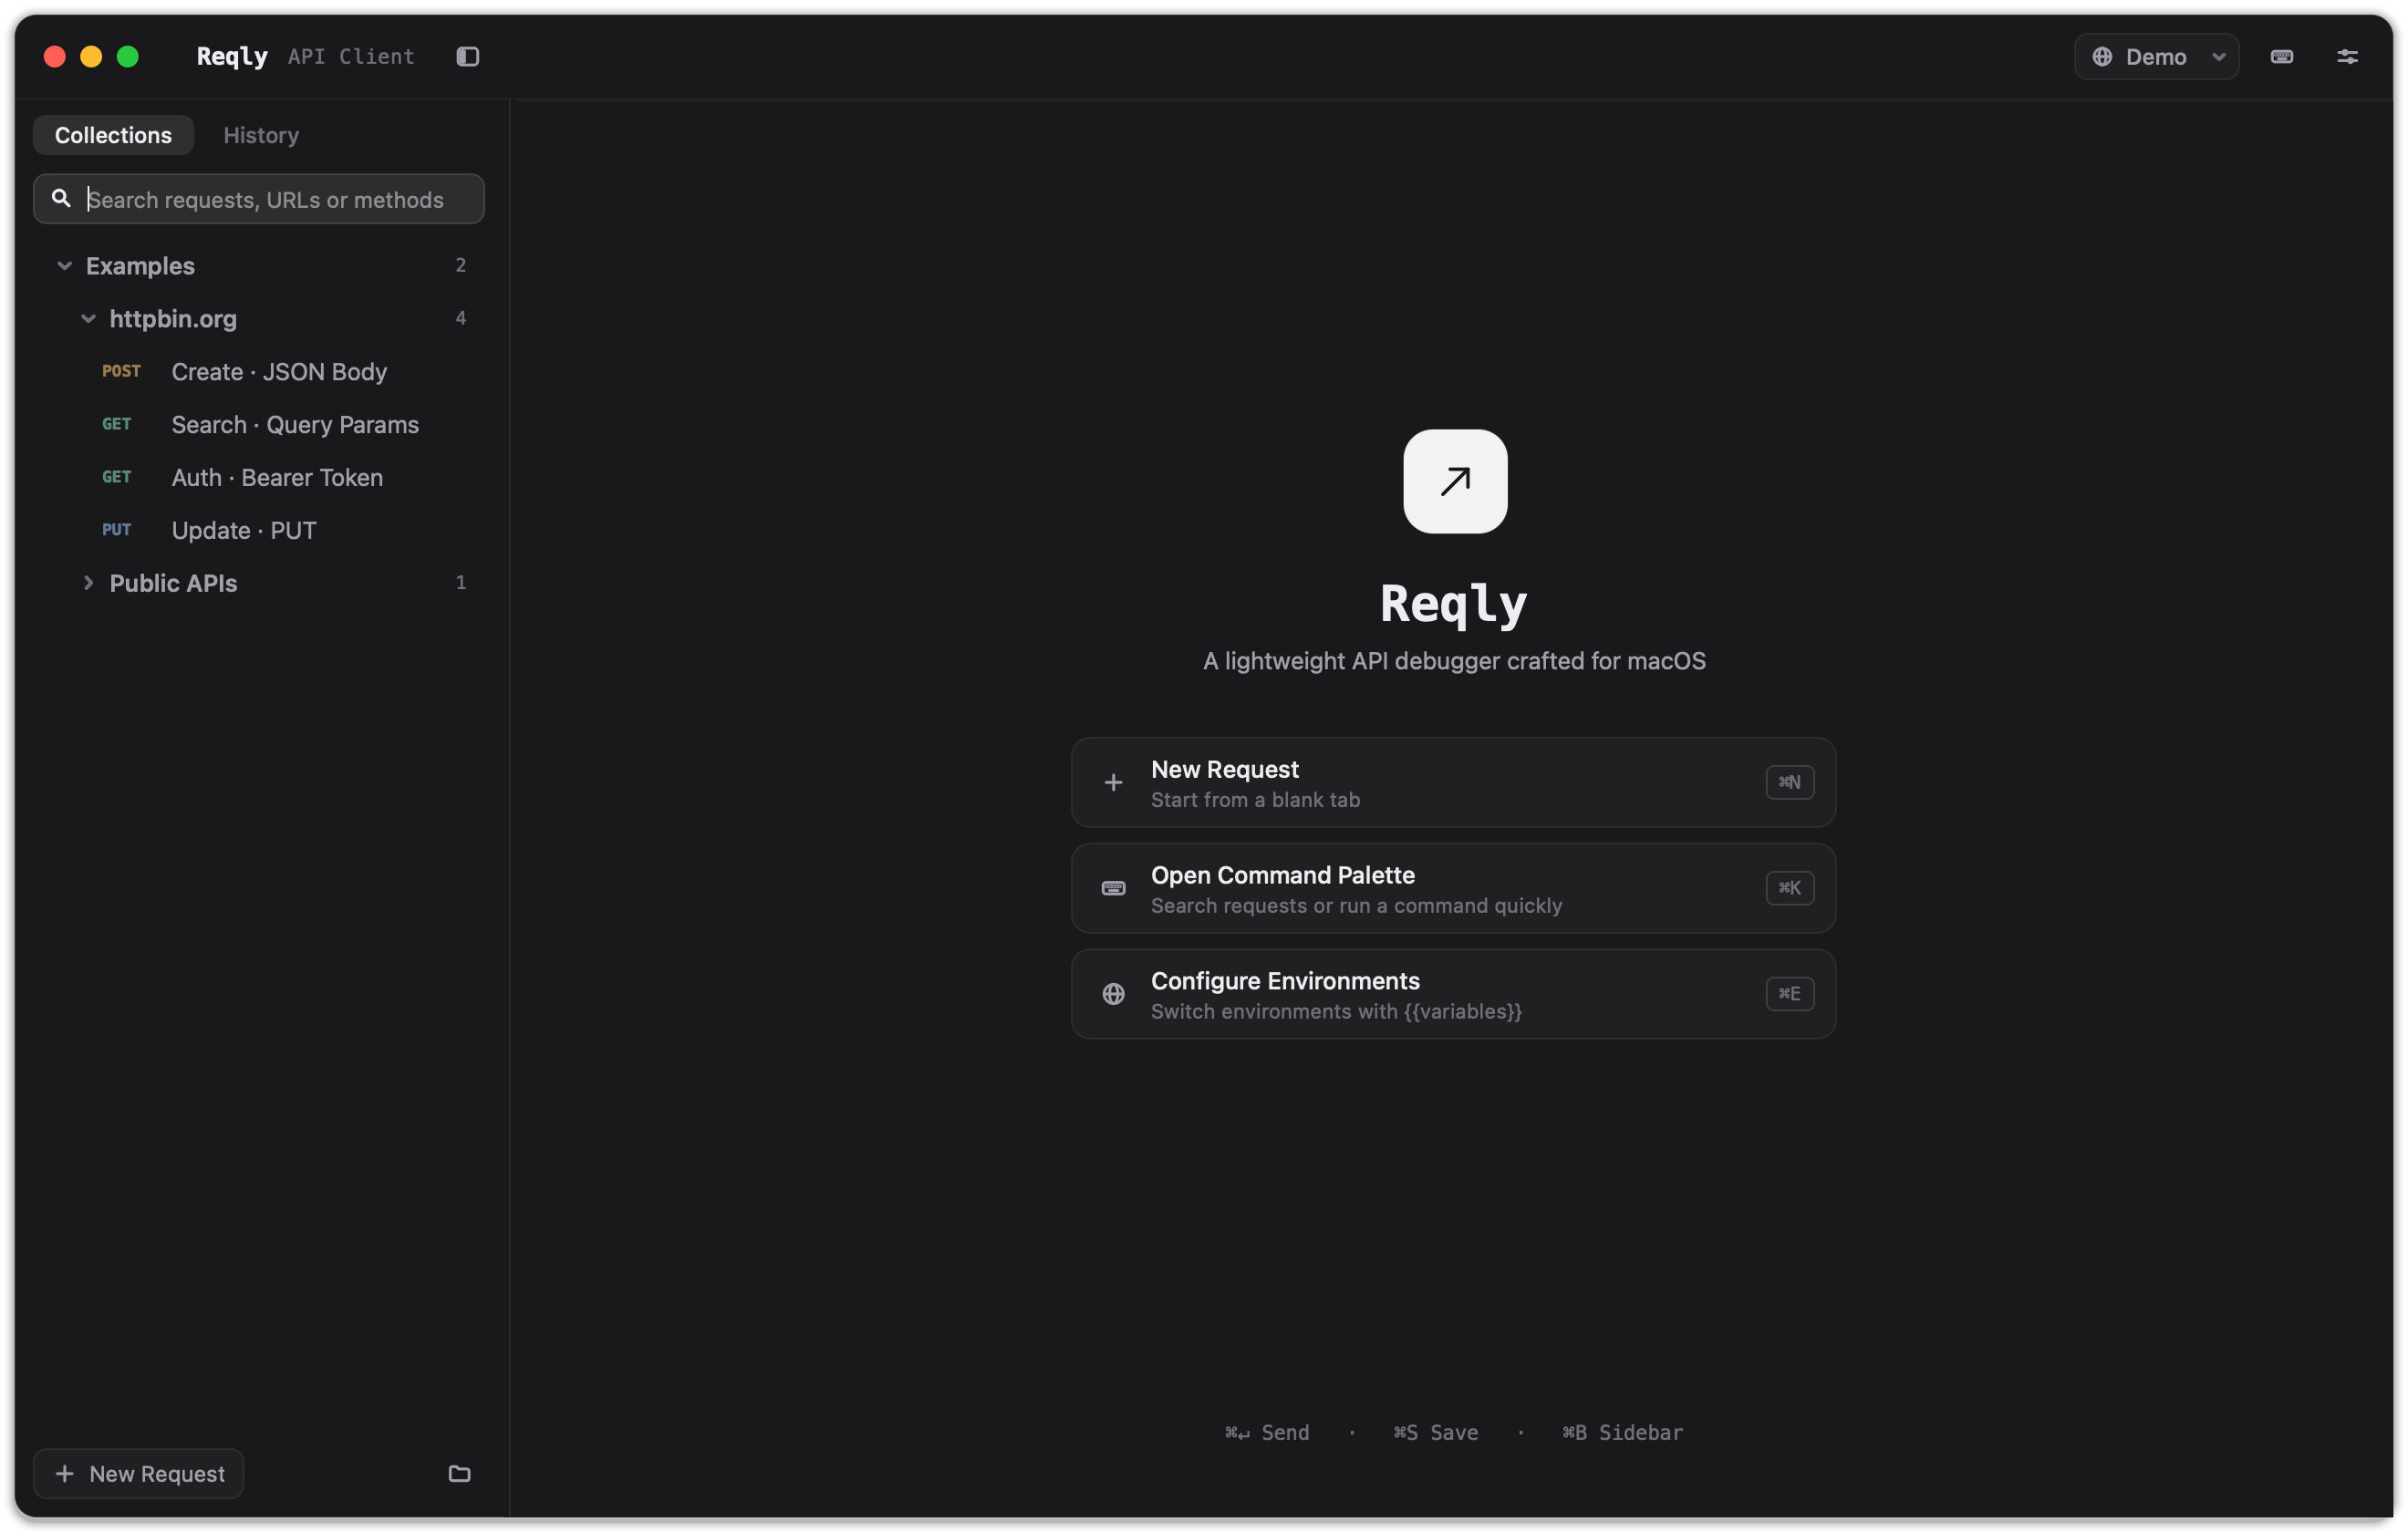 Reqly API Client
Demo
Collections History
Search requests, URLs or methods
Examples 2
httpbin.org 4
POST Create · JSON Body
GET Search · Query Params
GET Auth · Bearer Token
PUT Update · PUT
Public APIs 1
New Request
Reqly
A lightweight API debugger crafted for macOS
New Request
Start from a blank tab
⌘N
Open Command Palette
Search requests or run a command quickly
⌘K
Configure Environments
Switch environments with {{variables}}
⌘E
⌘↵ Send · ⌘S Save · ⌘B Sidebar